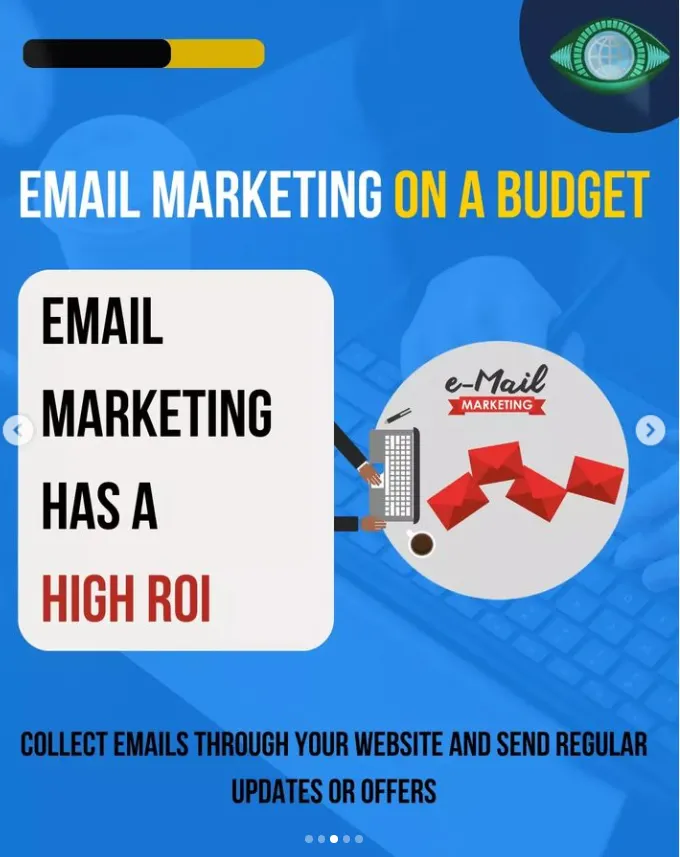 EMAIL MARKETING ON A BUDGET
EMAIL
MARKETING
HAS A
HIGH ROI
e-Mail
MARKETING
COLLECT EMAILS THROUGH YOUR WEBSITE AND SEND REGULAR
UPDATES OR OFFERS